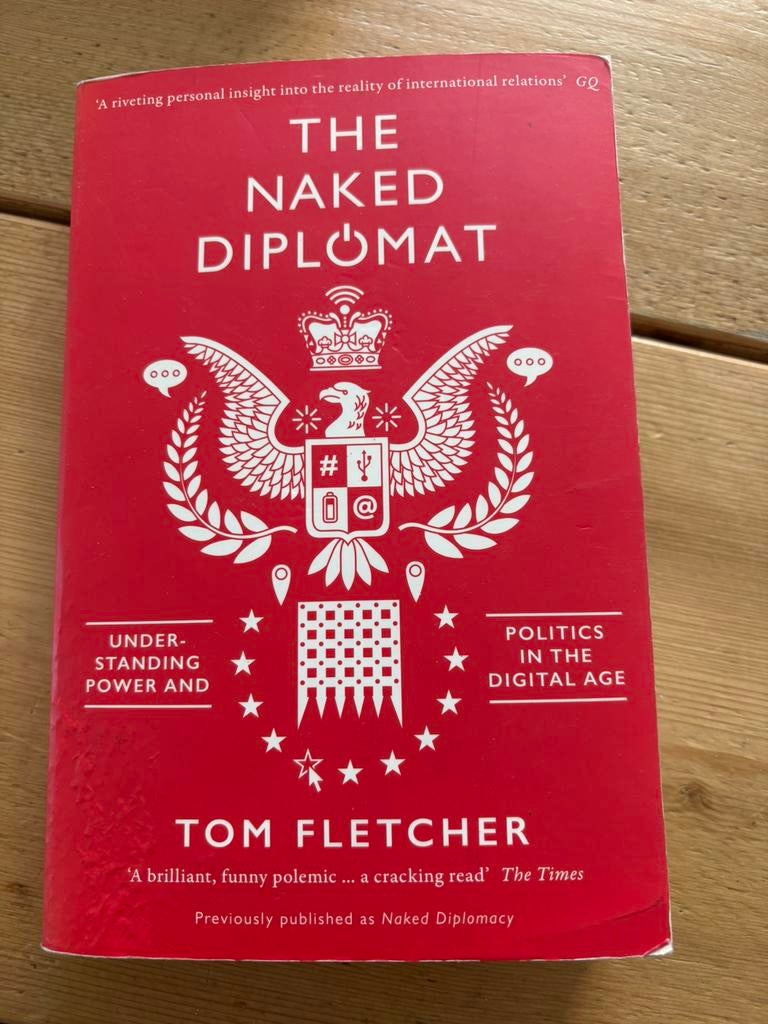 'A riveting personal insight into the reality of international relations' GQ
THE
NAKED
DIPLOMAT
#
@
UNDER-
STANDING
POWER AND
POLITICS
IN THE
DIGITAL AGE
TOM FLETCHER
'A brilliant, funny polemic ... a cracking read' The Times
Previously published as Naked Diplomacy